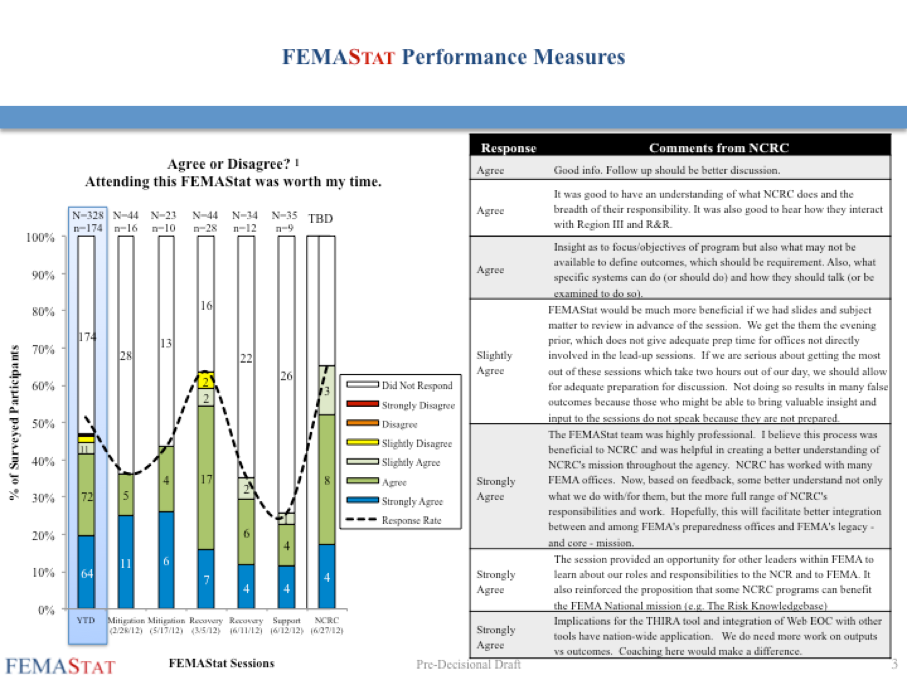 FEMASTAT Performance Measures
Agree or Disagree? 1
Attending this FEMAStat was worth my time.
N=328 N=44 N=23 N=44 N=34 N=35 TBD
n=174 n=16 n=10 n=28 n=12 n=9
100%
90%
80%
70%
60%
50%
40%
30%
20%
10%
0%
% of Surveyed Participants
174
11
72
64
28
5
11
13
4
6
16
2
2
17
7
22
2
6
4
26
1
4
4
3
8
4
Did Not Respond
Strongly Disagree
Disagree
Slightly Disagree
Slightly Agree
Agree
Strongly Agree
Response Rate
YTD Mitigation Mitigation Recovery Recovery Support NCRC
(2/28/12) (5/17/12) (3/5/12) (6/11/12) (6/12/12) (6/27/12)
FEMAStat Sessions
Response Comments from NCRC
Agree Good info. Follow up should be better discussion.
Agree
It was good to have an understanding of what NCRC does and the
breadth of their responsibility. It was also good to hear how they interact
with Region III and R&R.
Agree
Insight as to focus/objectives of program but also what may not be
available to define outcomes, which should be requirement. Also, what
specific systems can do (or should do) and how they should talk (or be
examined to do so).
Slightly
Agree
FEMAStat would be much more beneficial if we had slides and subject
matter to review in advance of the session. We get the them the evening
prior, which does not give adequate prep time for offices not directly
involved in the lead-up sessions. If we are serious about getting the most
out of these sessions which take two hours out of our day, we should allow
for adequate preparation for discussion. Not doing so results in many false
outcomes because those who might be able to bring valuable insight and
input to the sessions do not speak because they are not prepared.
Strongly
Agree
The FEMAStat team was highly professional. I believe this process was
beneficial to NCRC and was helpful in creating a better understanding of
NCRC's mission throughout the agency. NCRC has worked with many
FEMA offices. Now, based on feedback, some better understand not only
what we do with/for them, but the more full range of NCRC's
responsibilities and work. Hopefully, this will facilitate better integration
between and among FEMA's preparedness offices and FEMA's legacy -
and core - mission.
Strongly
Agree
The session provided an opportunity for other leaders within FEMA to
learn about our roles and responsibilities to the NCR and to FEMA. It
also reinforced the proposition that some NCRC programs can benefit
the FEMA National mission (e.g. The Risk Knowledgebase)
Strongly
Agree
Implications for the THIRA tool and integration of Web EOC with other
tools have nation-wide application. We do need more work on outputs
vs outcomes. Coaching here would make a difference.
FEMASTAT
Pre-Decisional Draft
3